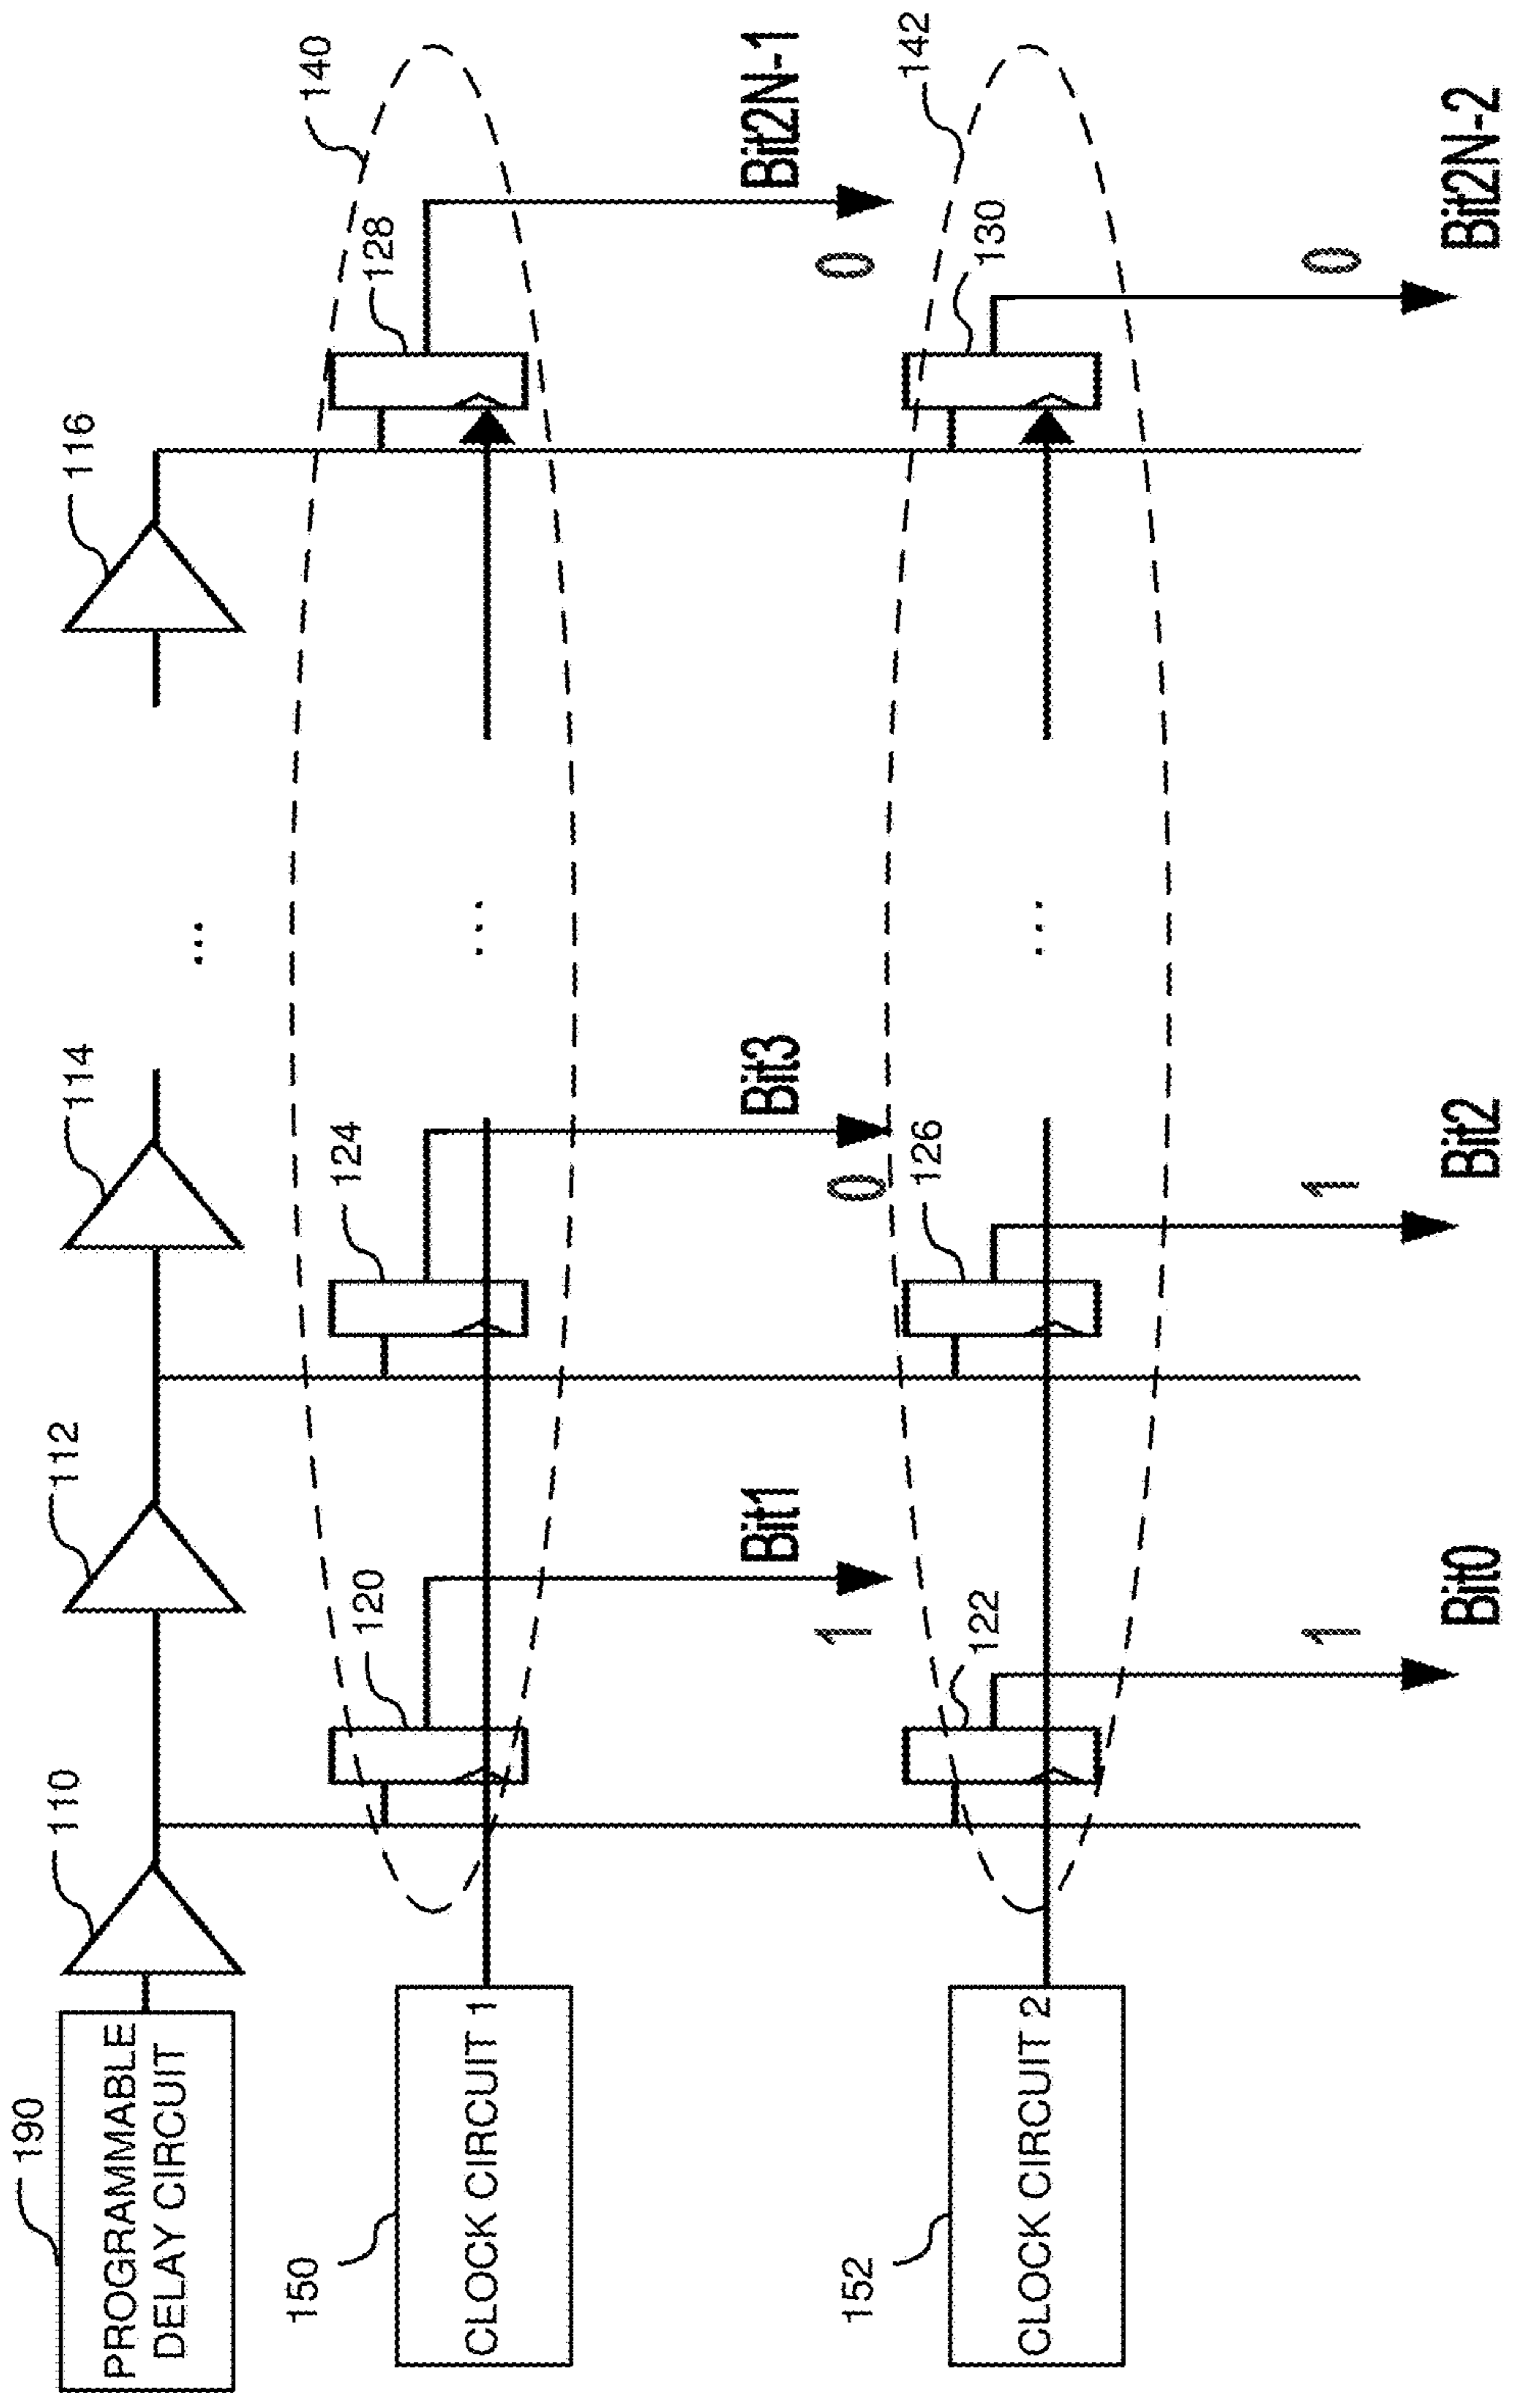 190
PROGRAMMABLE
DELAY CIRCUIT
110
112
114
...
116
150
CLOCK CIRCUIT 1
120
124
...
128
140
1
Bit1
0
Bit3
0
Bit2N-1
152
CLOCK CIRCUIT 2
122
126
...
130
142
1
Bit0
1
Bit2
0
Bit2N-2